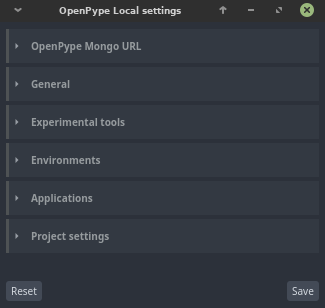 OpenPype Local settings
OpenPype Mongo URL
General
Experimental tools
Environments
Applications
Project settings
Reset Save